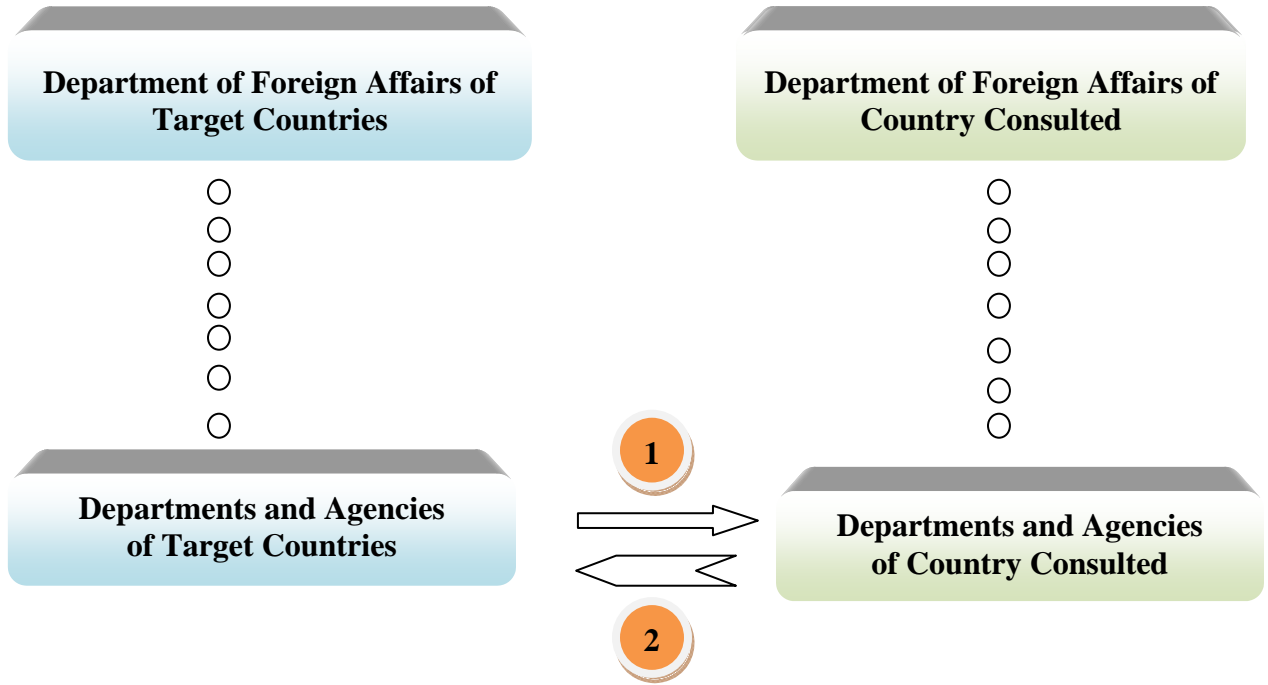 Department of Foreign Affairs of
Target Countries
Department of Foreign Affairs of
Country Consulted
1
Departments and Agencies
of Target Countries
Departments and Agencies
of Country Consulted
2